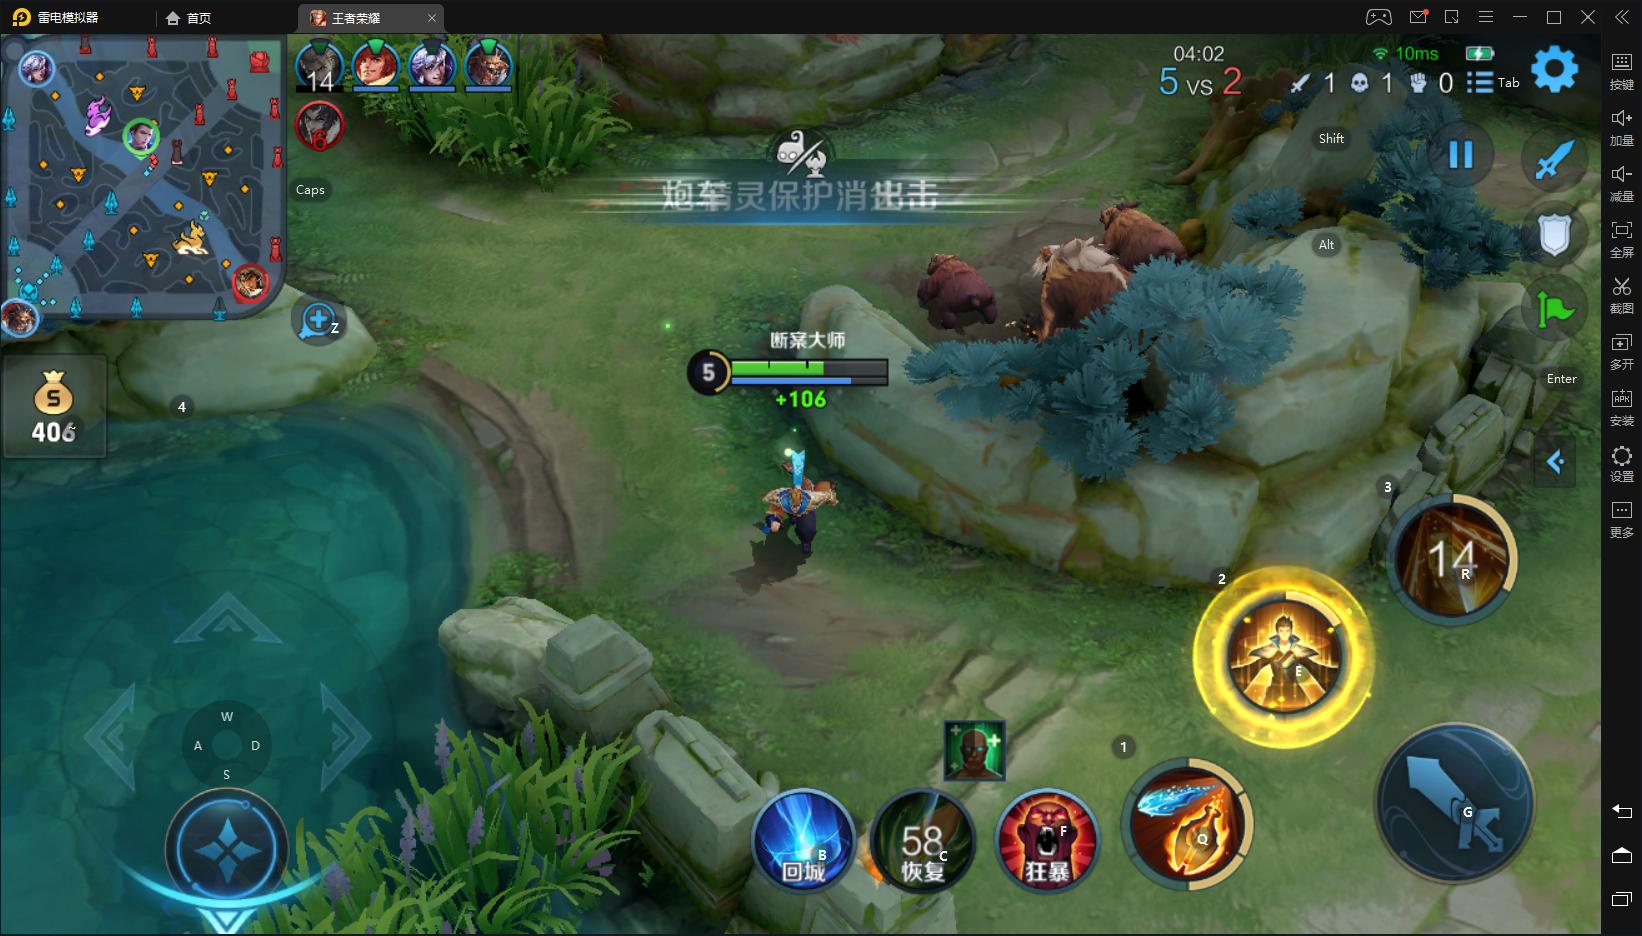 雷电模拟器
首页
王者荣耀
04:02
10ms
5 vs 2
1
1
0
Tab
14
6
Caps
Shift
Alt
Enter
炮车精灵保护消
出击
Z
406
4
断案大师
5
+106
3
14
R
2
E
1
W
A
D
S
回城
B
58
恢复
C
狂暴
F
Q
G
按键
加量
减量
全屏
截图
多开
APK
安装
设置
更多